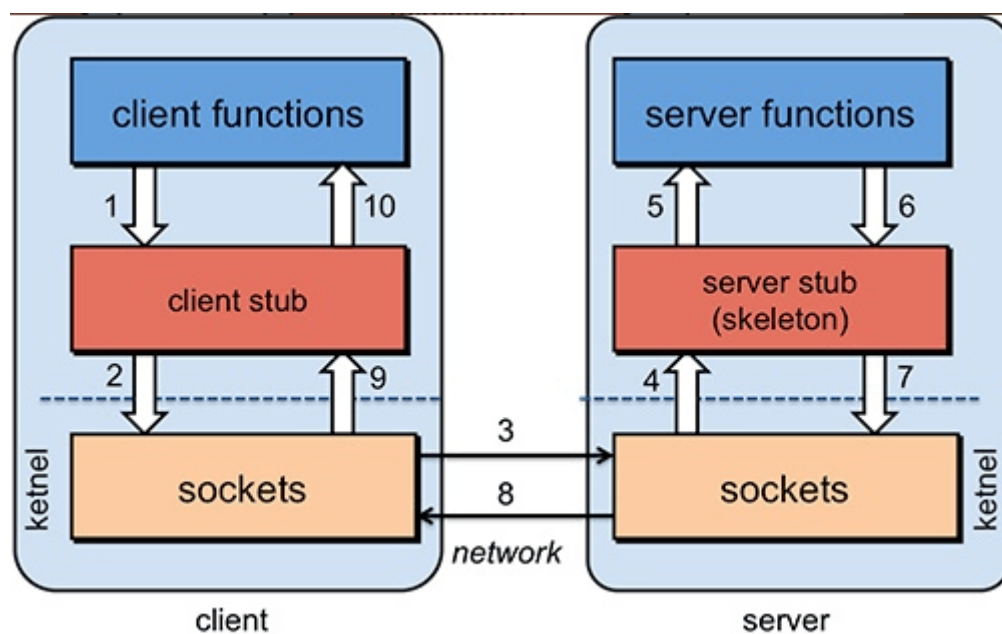 client functions
server functions
1
10
5
6
client stub
server stub
(skeleton)
2
9
4
7
ketnel
sockets
3
8
network
sockets
ketnel
client
server